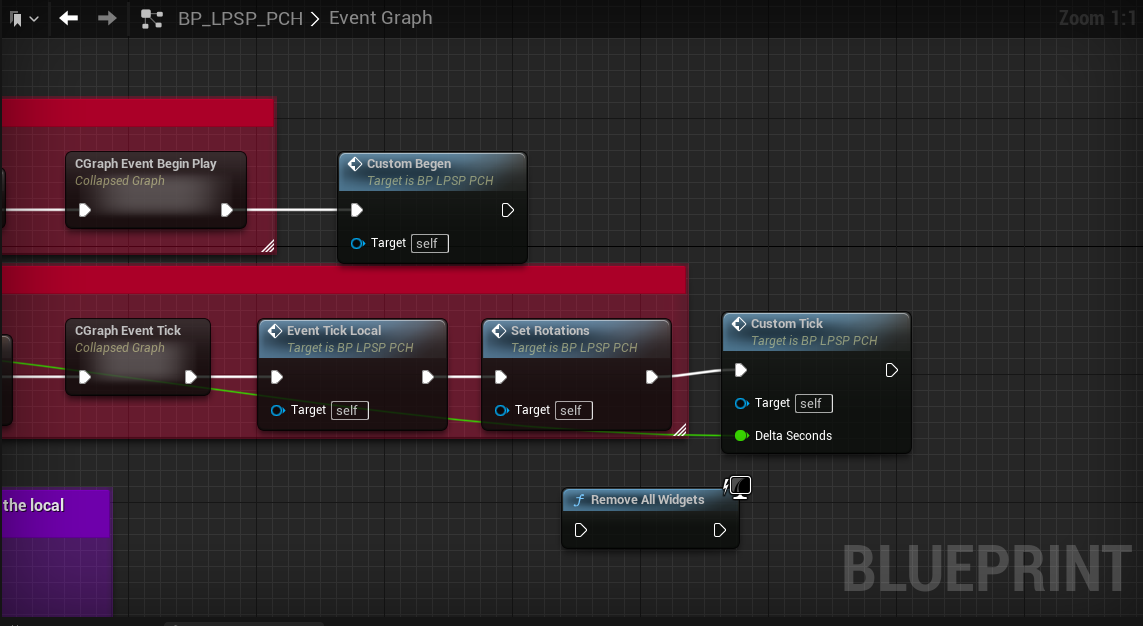 BP_LPSP_PCH > Event Graph
Zoom 1:1
CGraph Event Begin Play
Collapsed Graph
Custom Begen
Target is BP LPSP PCH
Target self
CGraph Event Tick
Collapsed Graph
Event Tick Local
Target is BP LPSP PCH
Target self
Set Rotations
Target is BP LPSP PCH
Target self
Custom Tick
Target is BP LPSP PCH
Target self
Delta Seconds
the local
f Remove All Widgets
BLUEPRINT